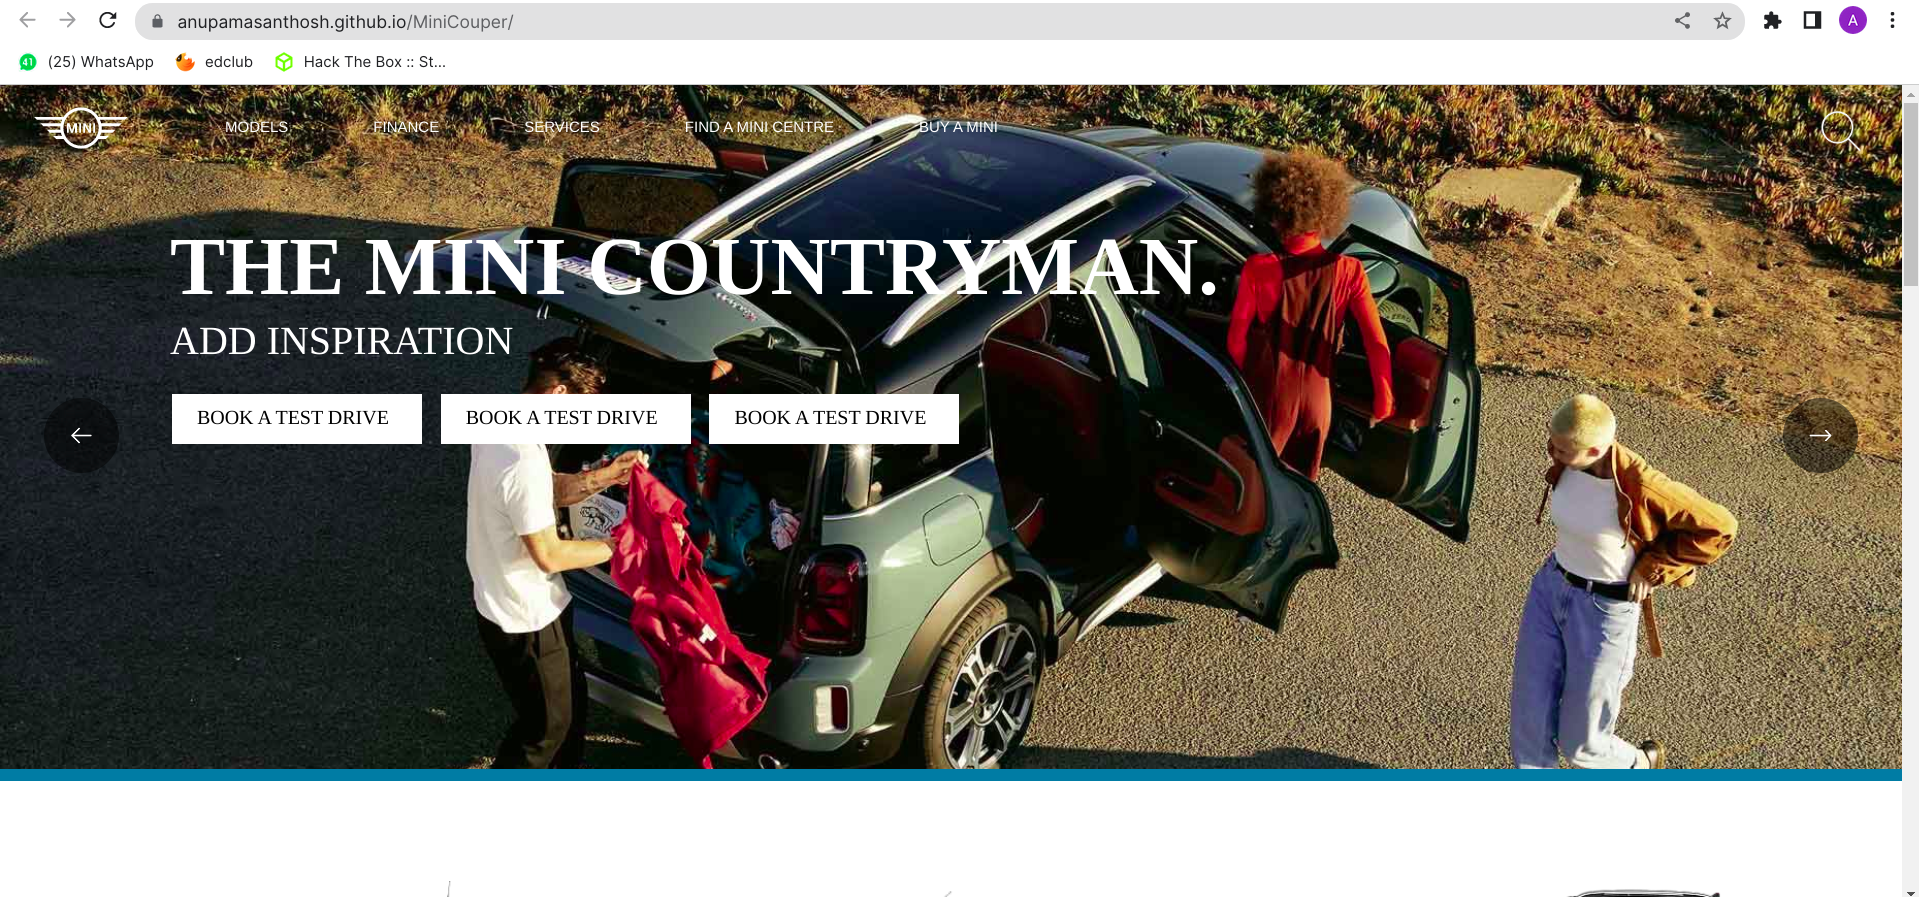 anupamasanthosh.github.io/MiniCouper/
A
41 (25) WhatsApp edclub Hack The Box :: St...
MINI MODELS FINANCE SERVICES FIND A MINI CENTRE BUY A MINI
THE MINI COUNTRYMAN.
ADD INSPIRATION
BOOK A TEST DRIVE BOOK A TEST DRIVE BOOK A TEST DRIVE